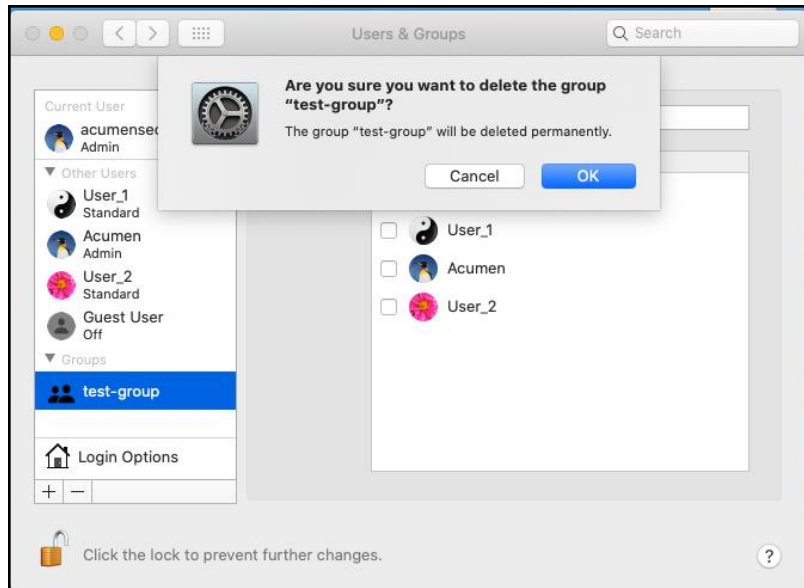 Users & Groups
Search
Are you sure you want to delete the group
“test-group”?
The group “test-group” will be deleted permanently.
Cancel
OK
Current User
Admin
Other Users
User_1
Standard
Acumen
Admin
User_2
Standard
Guest User
Off
Groups
test-group
Login Options
User_1
Acumen
User_2
Click the lock to prevent further changes.
?